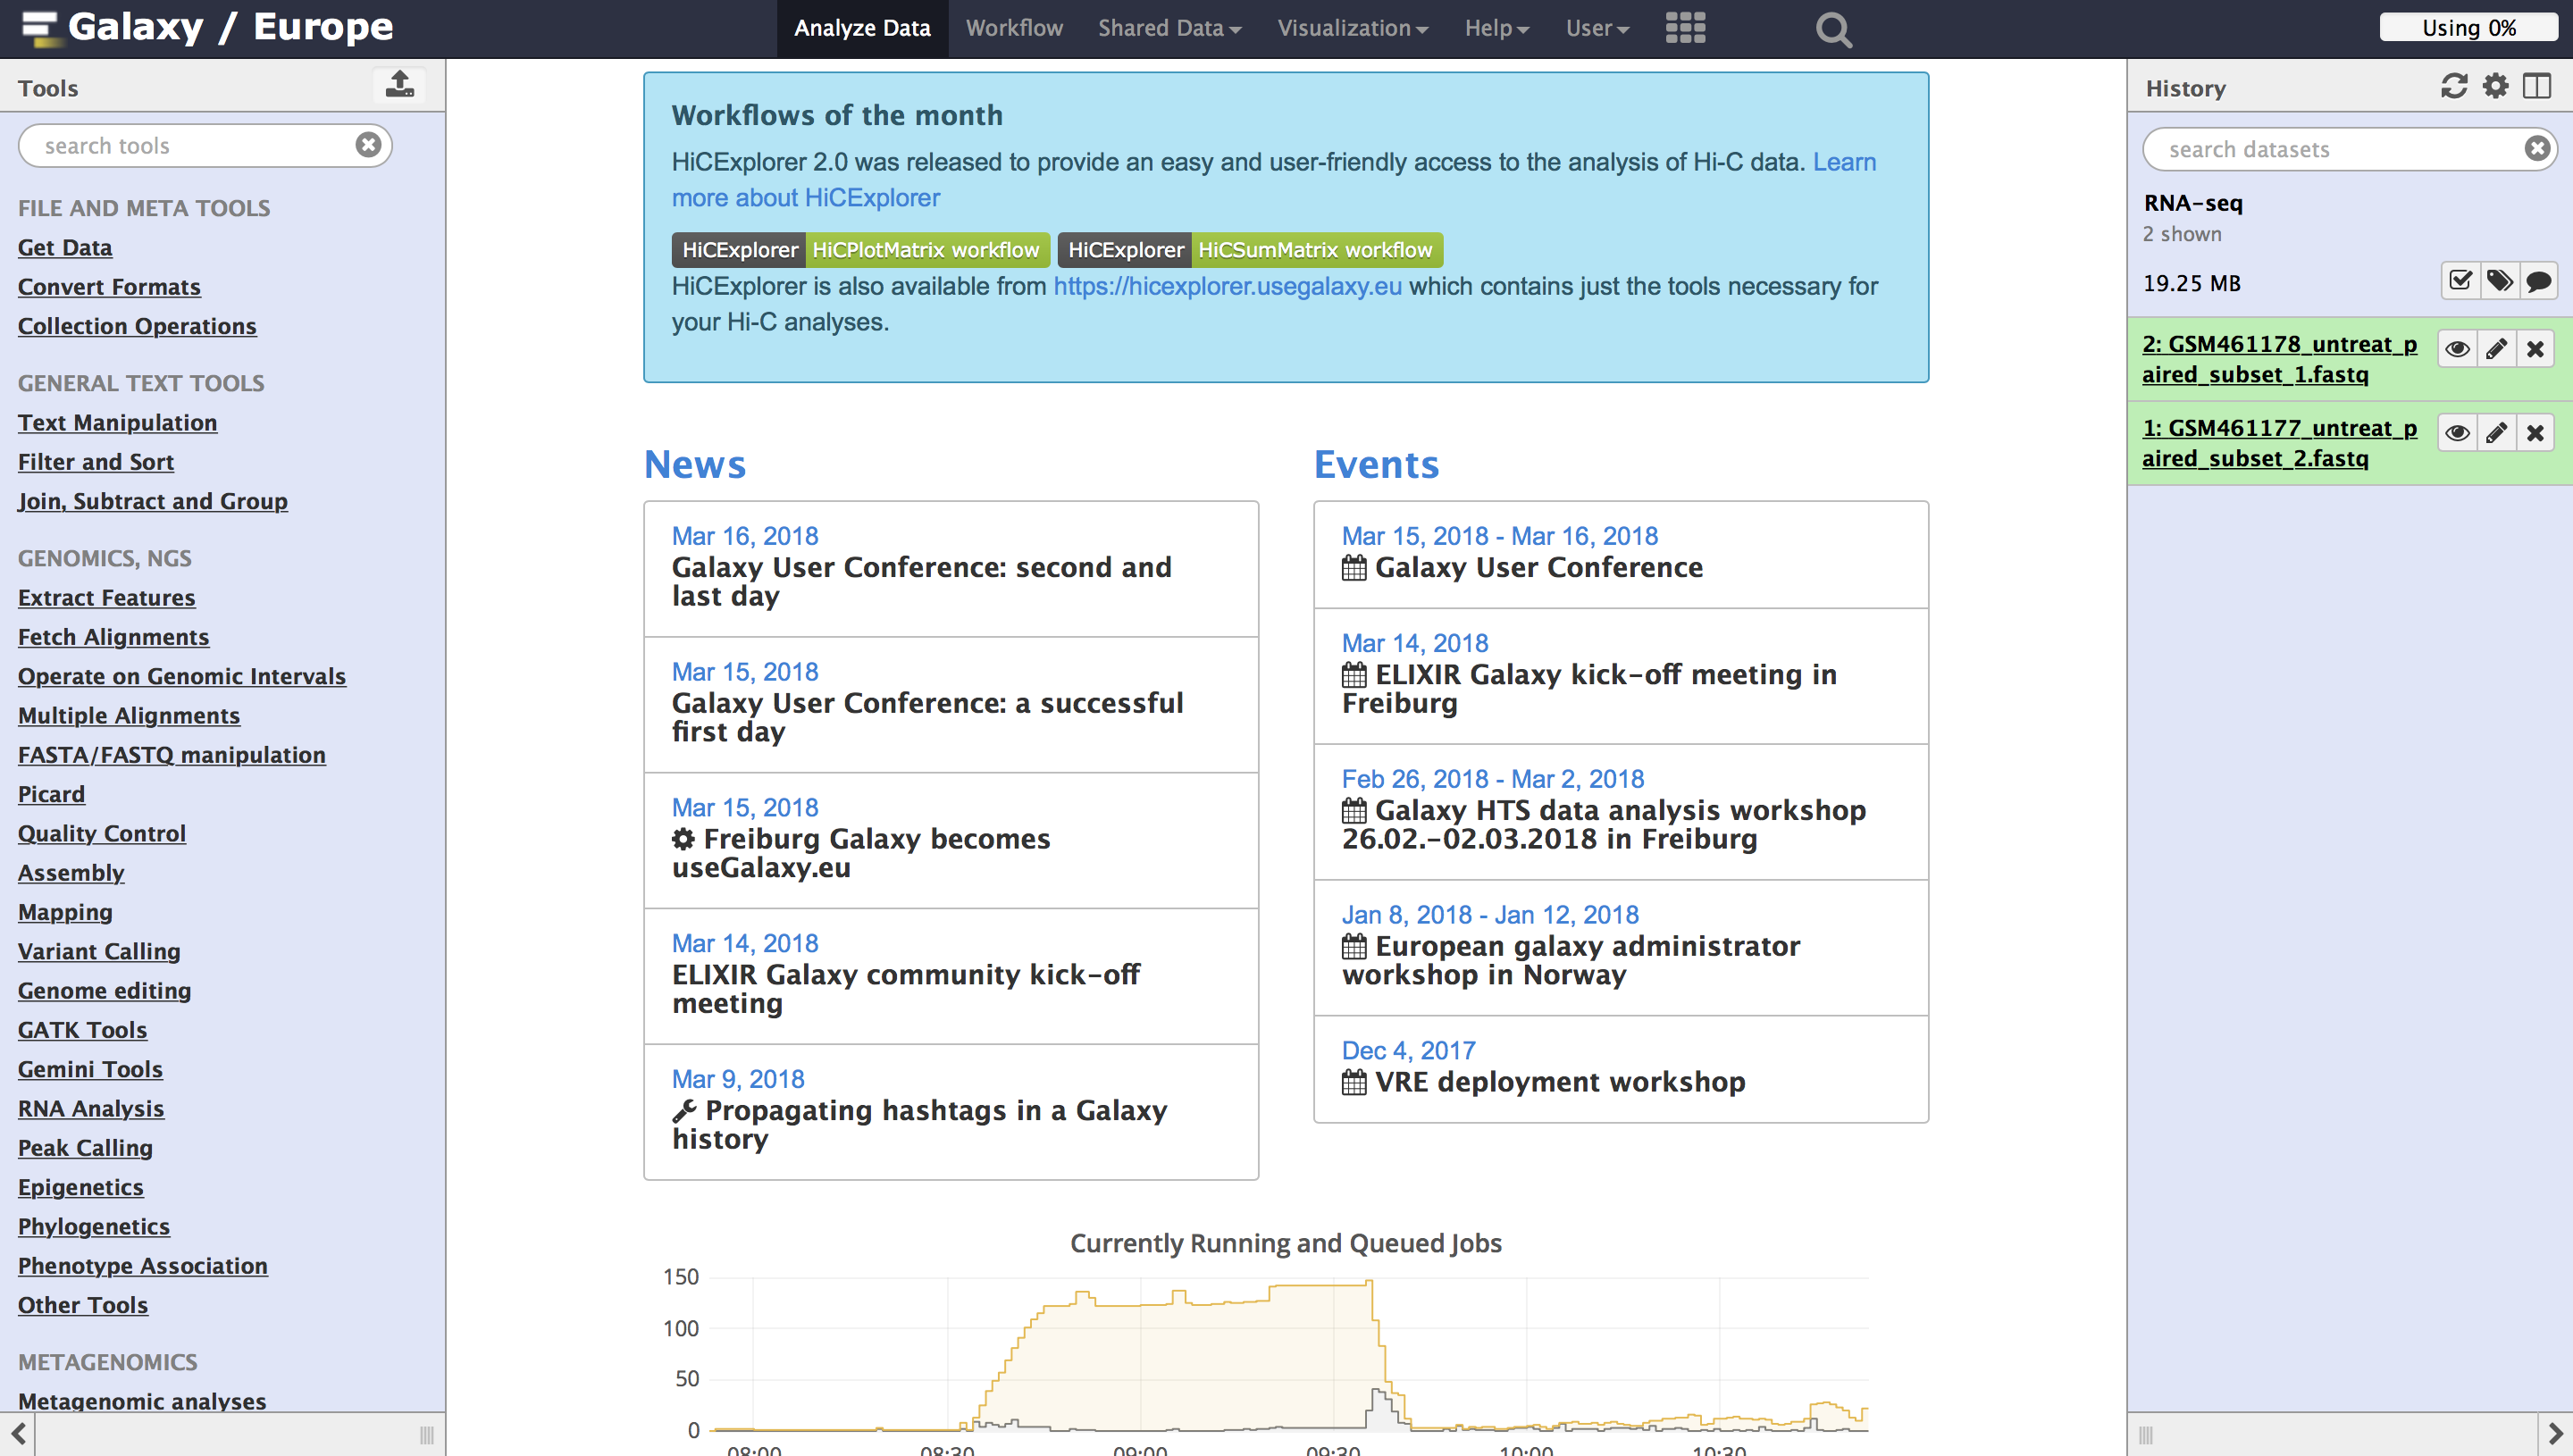 Galaxy / Europe
Analyze Data
Workflow
Shared Data
Visualization
Help
User
Using 0%
Tools
search tools
FILE AND META TOOLS
Get Data
Convert Formats
Collection Operations
GENERAL TEXT TOOLS
Text Manipulation
Filter and Sort
Join, Subtract and Group
GENOMICS, NGS
Extract Features
Fetch Alignments
Operate on Genomic Intervals
Multiple Alignments
FASTA/FASTQ manipulation
Picard
Quality Control
Assembly
Mapping
Variant Calling
Genome editing
GATK Tools
Gemini Tools
RNA Analysis
Peak Calling
Epigenetics
Phylogenetics
Phenotype Association
Other Tools
METAGENOMICS
Metagenomic analyses
Workflows of the month
HiCExplorer 2.0 was released to provide an easy and user-friendly access to the analysis of Hi-C data. Learn
more about HiCExplorer
HiCExplorer HiCPlotMatrix workflow HiCExplorer HiCSumMatrix workflow
HiCExplorer is also available from https://hicexplorer.usegalaxy.eu which contains just the tools necessary for
your Hi-C analyses.
News
Mar 16, 2018
Galaxy User Conference: second and
last day
Mar 15, 2018
Galaxy User Conference: a successful
first day
Mar 15, 2018
Freiburg Galaxy becomes
useGalaxy.eu
Mar 14, 2018
ELIXIR Galaxy community kick-off
meeting
Mar 9, 2018
Propagating hashtags in a Galaxy
history
Events
Mar 15, 2018 - Mar 16, 2018
Galaxy User Conference
Mar 14, 2018
ELIXIR Galaxy kick-off meeting in
Freiburg
Feb 26, 2018 - Mar 2, 2018
Galaxy HTS data analysis workshop
26.02.-02.03.2018 in Freiburg
Jan 8, 2018 - Jan 12, 2018
European galaxy administrator
workshop in Norway
Dec 4, 2017
VRE deployment workshop
Currently Running and Queued Jobs
150
100
50
0
08:00 08:30 09:00 09:30 10:00 10:30
History
search datasets
RNA-seq
2 shown
19.25 MB
2: GSM461178_untreat_p
aired_subset_1.fastq
1: GSM461177_untreat_p
aired_subset_2.fastq